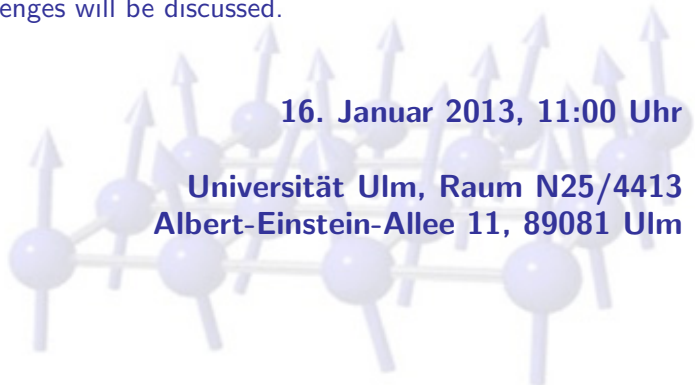 enges will be discussed.
16. Januar 2013, 11:00 Uhr
Universität Ulm, Raum N25/4413
Albert-Einstein-Allee 11, 89081 Ulm